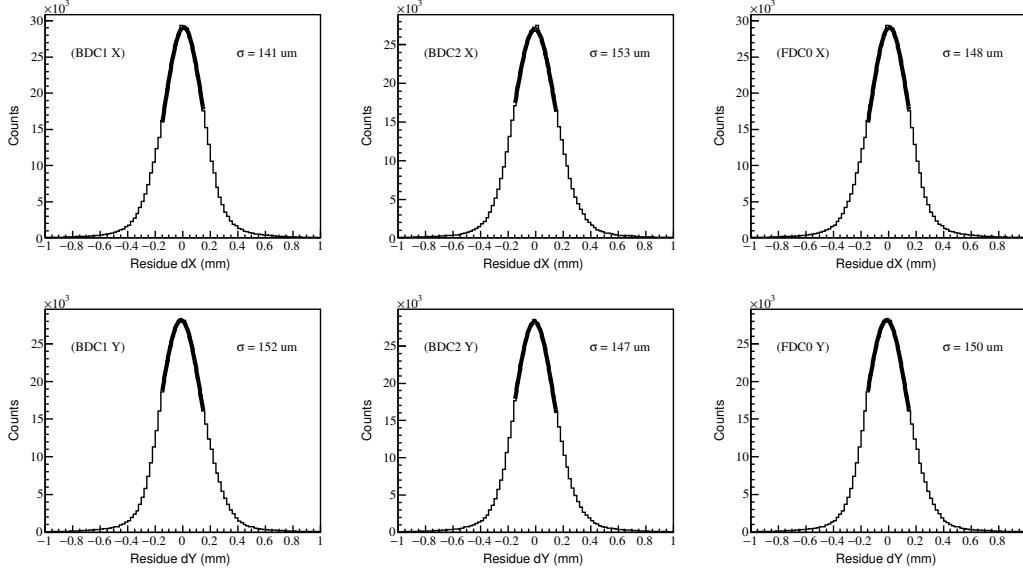 ×10³
30
25
20
15
10
5
0
Counts
(BDC1 X)
σ = 141 um
−1 −0.8 −0.6 −0.4 −0.2 0 0.2 0.4 0.6 0.8 1
Residue dX (mm)
×10³
25
20
15
10
5
0
Counts
(BDC2 X)
σ = 153 um
−1 −0.8 −0.6 −0.4 −0.2 0 0.2 0.4 0.6 0.8 1
Residue dX (mm)
×10³
30
25
20
15
10
5
0
Counts
(FDC0 X)
σ = 148 um
−1 −0.8 −0.6 −0.4 −0.2 0 0.2 0.4 0.6 0.8
Residue dX (mm)
×10³
25
20
15
10
5
0
Counts
(BDC1 Y)
σ = 152 um
−1 −0.8 −0.6 −0.4 −0.2 0 0.2 0.4 0.6 0.8 1
Residue dY (mm)
×10³
25
20
15
10
5
0
Counts
(BDC2 Y)
σ = 147 um
−1 −0.8 −0.6 −0.4 −0.2 0 0.2 0.4 0.6 0.8 1
Residue dY (mm)
×10³
25
20
15
10
5
0
Counts
(FDC0 Y)
σ = 150 um
−1 −0.8 −0.6 −0.4 −0.2 0 0.2 0.4 0.6 0.8
Residue dY (mm)